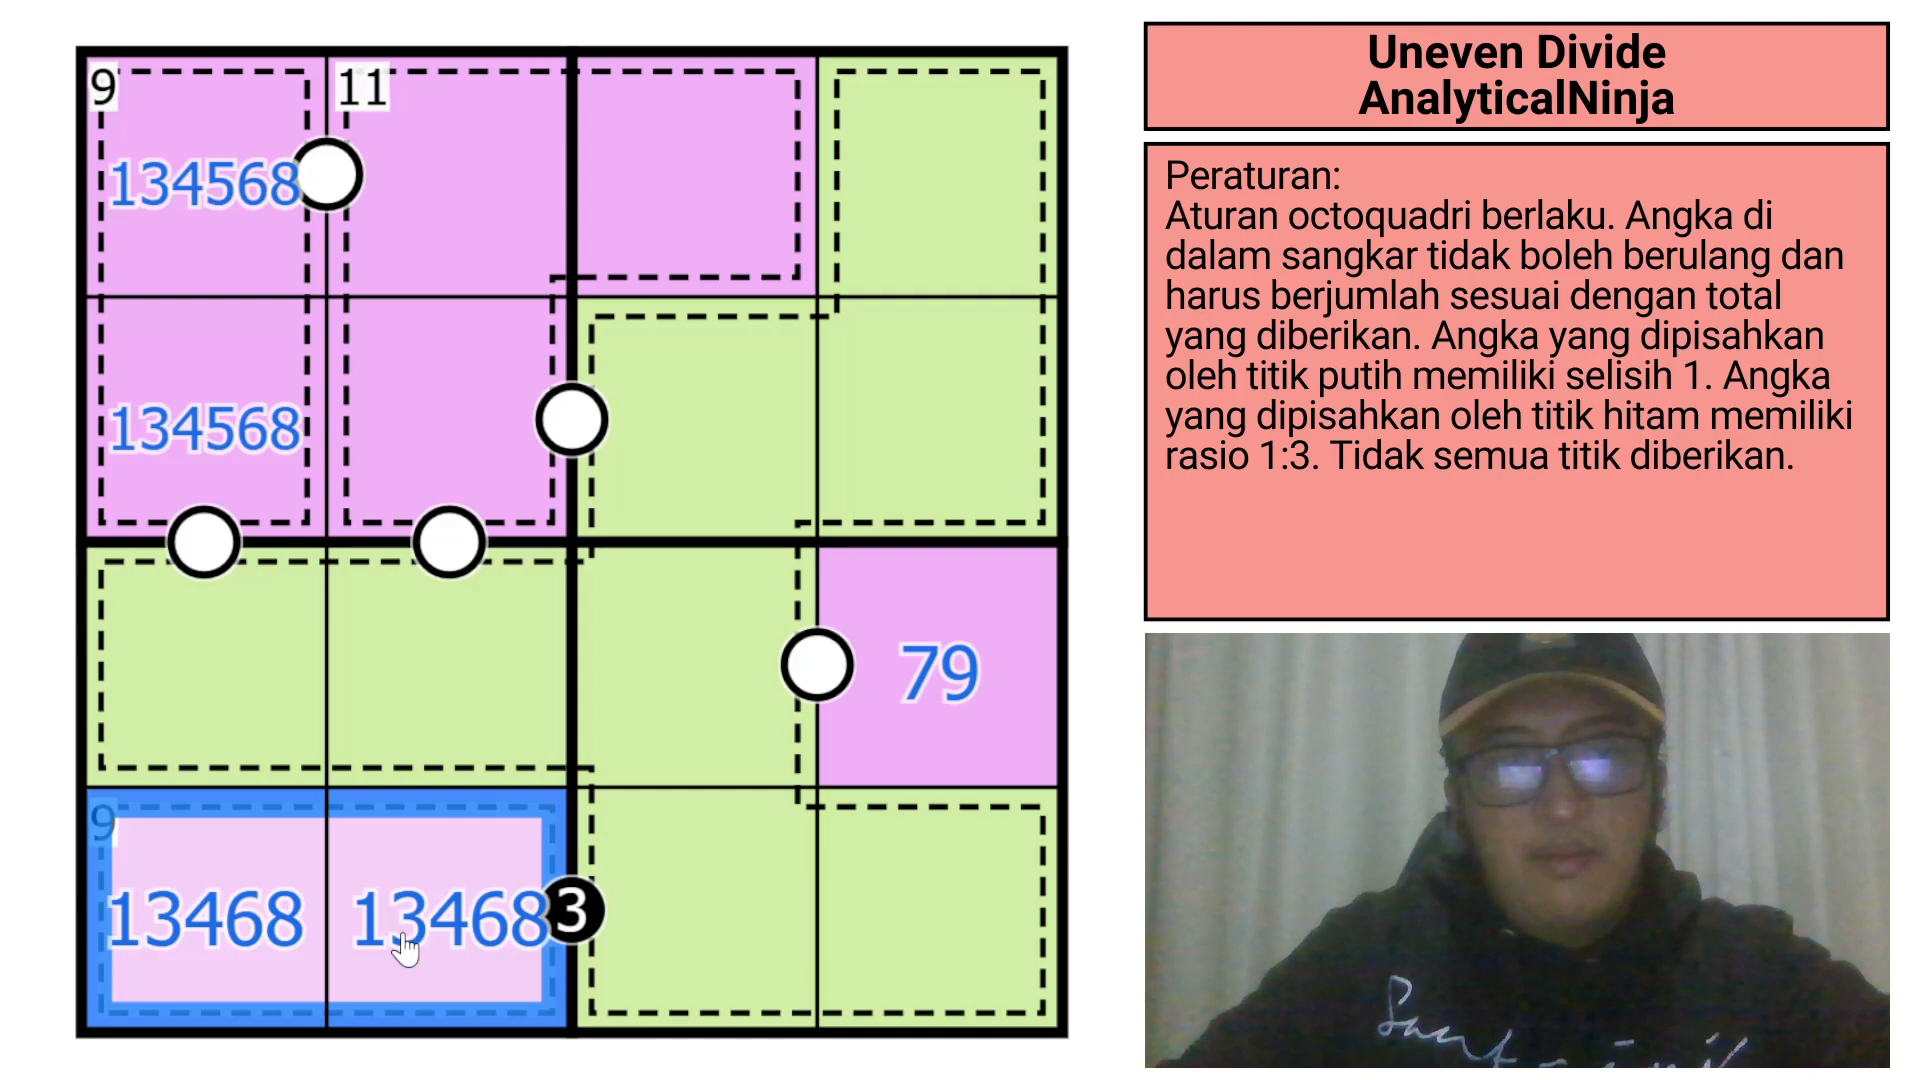 9
11
134568
134568
79
9
13468
13468
3
Uneven Divide
AnalyticalNinja
Peraturan:
Aturan octoquadri berlaku. Angka di
dalam sangkar tidak boleh berulang dan
harus berjumlah sesuai dengan total
yang diberikan. Angka yang dipisahkan
oleh titik putih memiliki selisih 1. Angka
yang dipisahkan oleh titik hitam memiliki
rasio 1:3. Tidak semua titik diberikan.